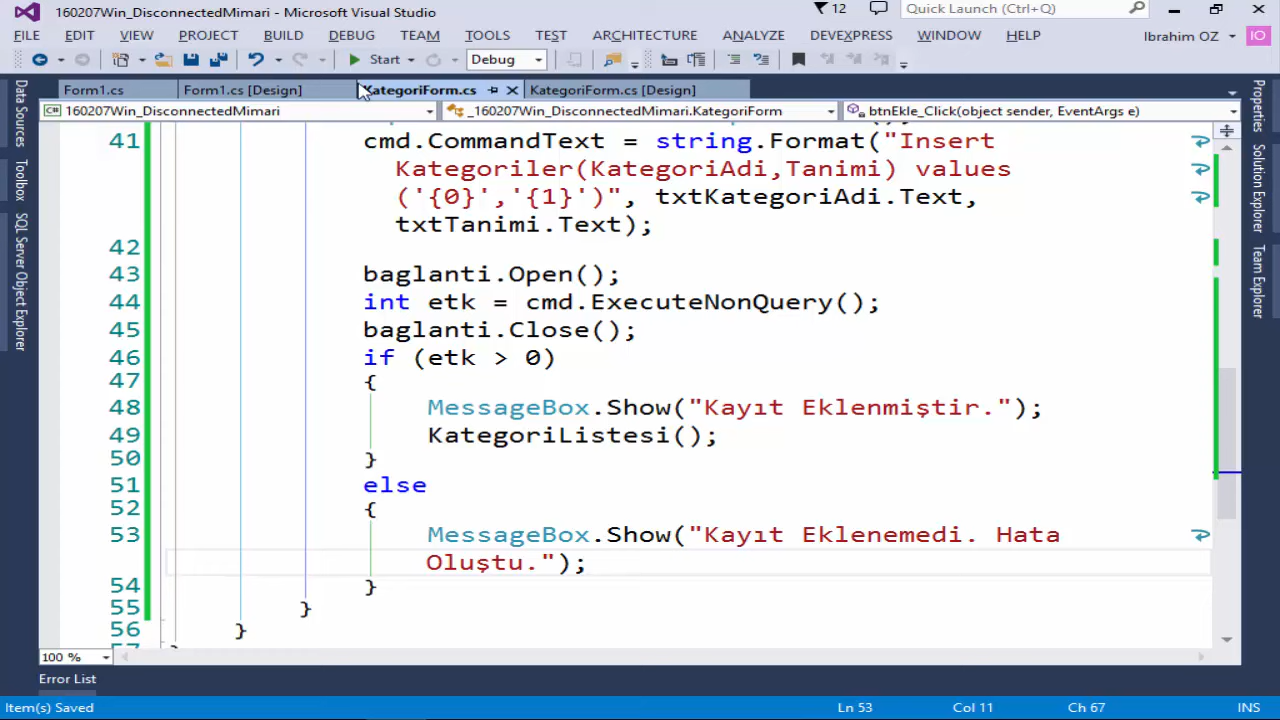 160207Win_DisconnectedMimari - Microsoft Visual Studio
12
Quick Launch (Ctrl+Q)
FILE EDIT VIEW PROJECT BUILD DEBUG TEAM TOOLS TEST ARCHITECTURE ANALYZE DEVEXPRESS WINDOW HELP Ibrahim OZ IO
Start Debug
Form1.cs Form1.cs [Design] KategoriForm.cs KategoriForm.cs [Design]
160207Win_DisconnectedMimari _160207Win_DisconnectedMimari.KategoriForm btnEkle_Click(object sender, EventArgs e)
Data Sources
Toolbox
SQL Server Object Explorer
41 cmd.CommandText = string.Format("Insert
Kategoriler(KategoriAdi,Tanimi) values
('{0}','{1}')", txtKategoriAdi.Text,
txtTanimi.Text);
42
43 baglanti.Open();
44 int etk = cmd.ExecuteNonQuery();
45 baglanti.Close();
46 if (etk > 0)
47 {
48 MessageBox.Show("Kayıt Eklenmiştir.");
49 KategoriListesi();
50 }
51 else
52 {
53 MessageBox.Show("Kayıt Eklenemedi. Hata
Oluştu.");
54 }
55 }
56 }
57 }
Properties
Solution Explorer
Team Explorer
100 %
Error List
Item(s) Saved Ln 53 Col 11 Ch 67 INS